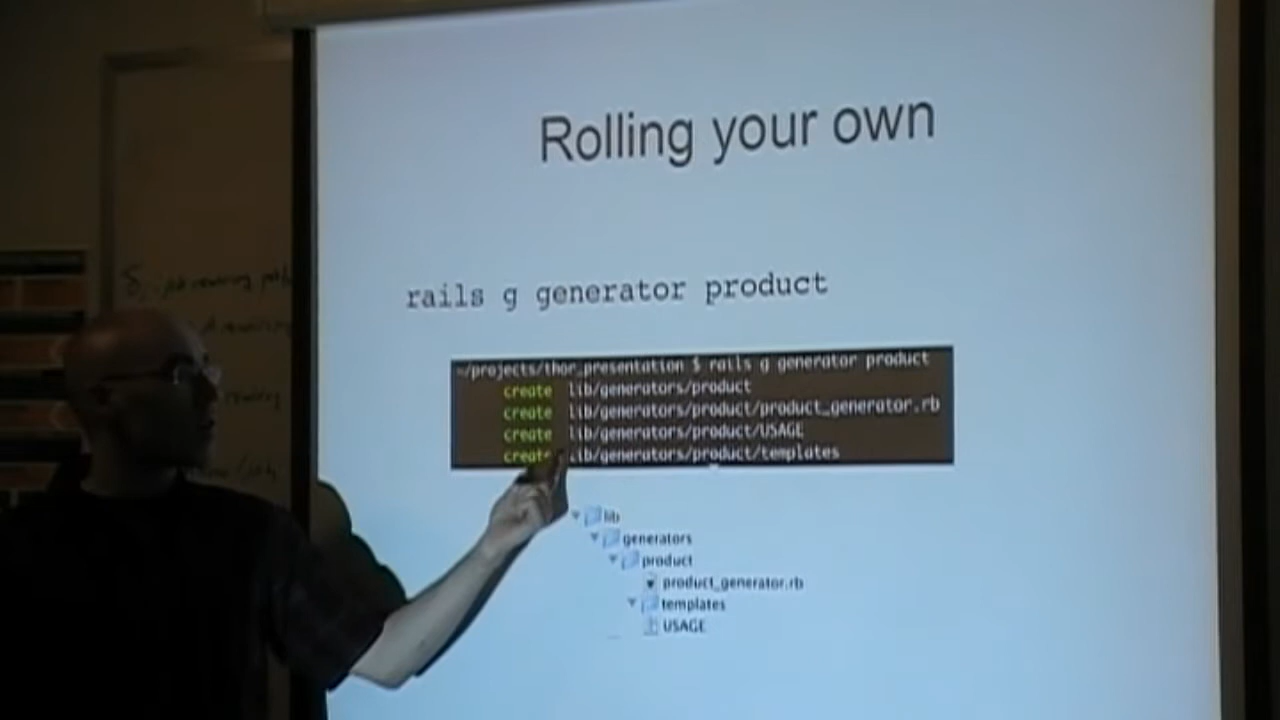 Rolling your own
rails g generator product
~/projects/thor_presentation $ rails g generator product
create lib/generators/product
create lib/generators/product/product_generator.rb
create lib/generators/product/USAGE
create lib/generators/product/templates
lib
generators
product
product_generator.rb
templates
USAGE